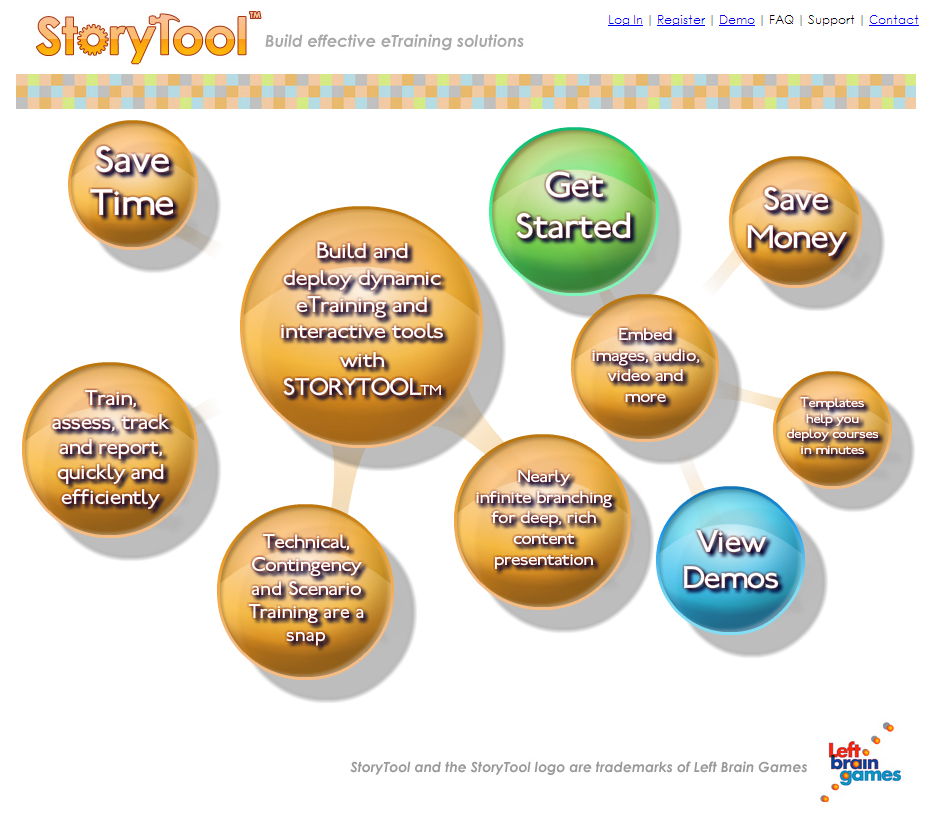 StoryTool™
Build effective eTraining solutions
Log In | Register | Demo | FAQ | Support | Contact
Save
Time
Get
Started
Save
Money
Build and
deploy dynamic
eTraining and
interactive tools
with
STORYTOOL™
Embed
images, audio,
video and
more
Templates
help you
deploy courses
in minutes
Train,
assess, track
and report,
quickly and
efficiently
Nearly
infinite branching
for deep, rich
content
presentation
Technical,
Contingency
and Scenario
Training are a
snap
View
Demos
StoryTool and the StoryTool logo are trademarks of Left Brain Games
Left
brain
games